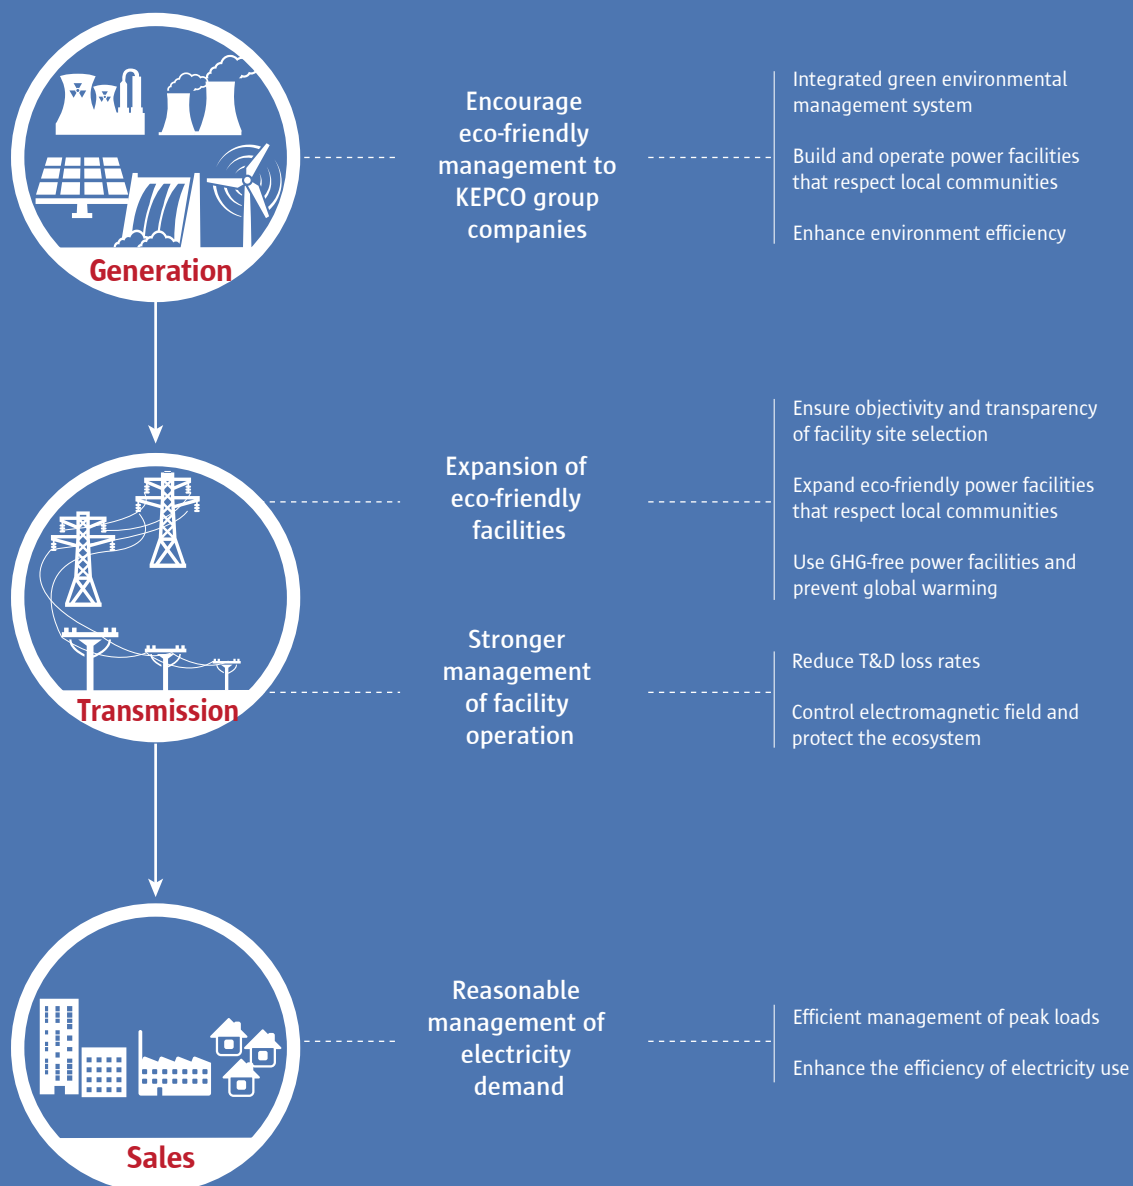 Generation
Encourage
eco-friendly
management to
KEPCO group
companies
Integrated green environmental
management system
Build and operate power facilities
that respect local communities
Enhance environment efficiency
Transmission
Expansion of
eco-friendly
facilities
Ensure objectivity and transparency
of facility site selection
Expand eco-friendly power facilities
that respect local communities
Use GHG-free power facilities and
prevent global warming
Stronger
management
of facility
operation
Reduce T&D loss rates
Control electromagnetic field and
protect the ecosystem
Sales
Reasonable
management of
electricity
demand
Efficient management of peak loads
Enhance the efficiency of electricity use